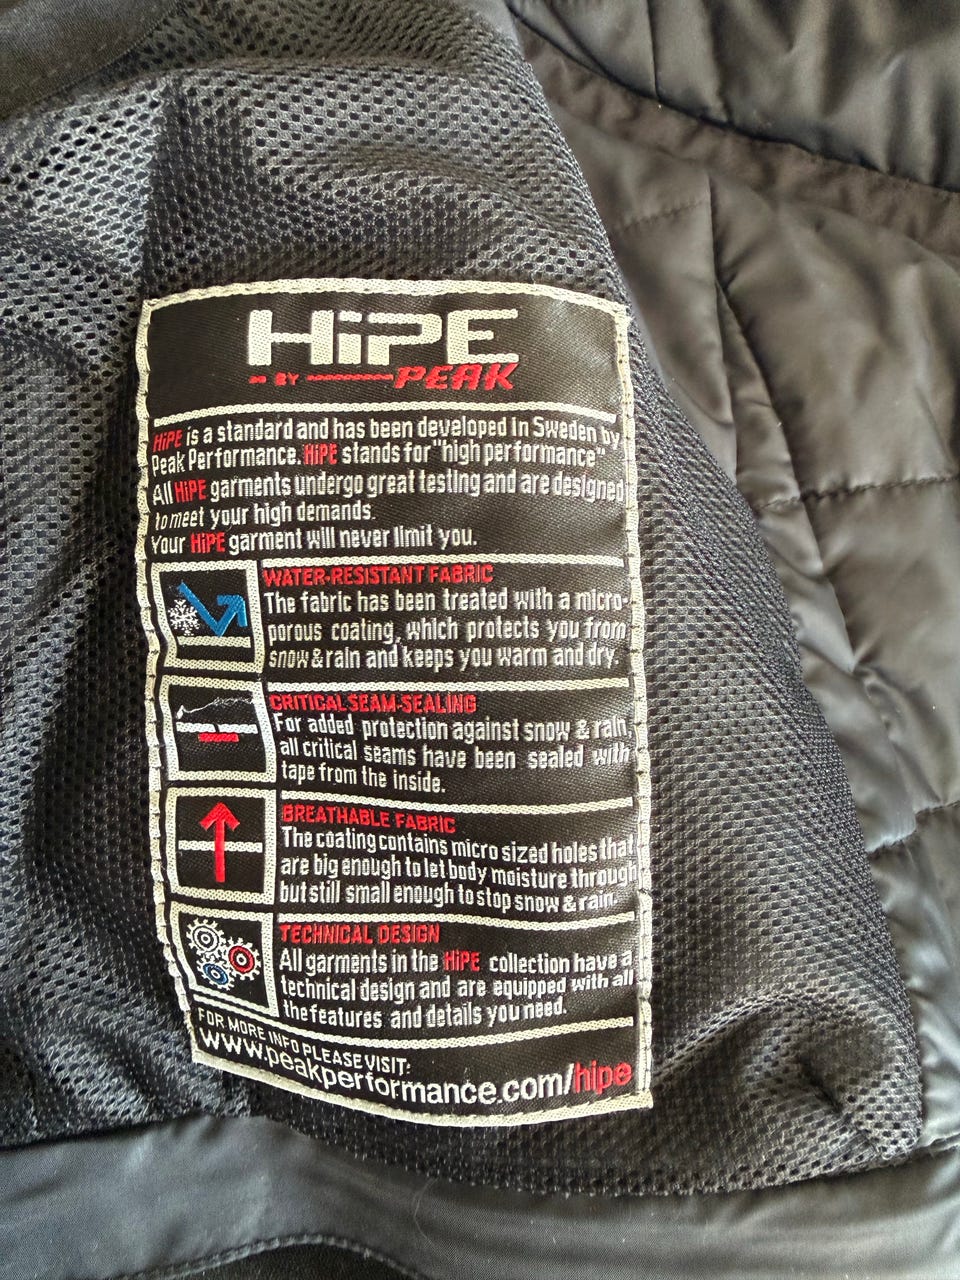 HiPE
BY PEAK
HiPE is a standard and has been developed in Sweden by
Peak Performance. HiPE stands for "high performance"
All HiPE garments undergo great testing and are designed
to meet your high demands.
Your HiPE garment will never limit you.
WATER-RESISTANT FABRIC
The fabric has been treated with a micro-
porous coating, which protects you from
snow & rain and keeps you warm and dry.
CRITICAL SEAM-SEALING
For added protection against snow & rain,
all critical seams have been sealed with
tape from the inside.
BREATHABLE FABRIC
The coating contains micro sized holes that
are big enough to let body moisture through
but still small enough to stop snow & rain.
TECHNICAL DESIGN
All garments in the HiPE collection have a
technical design and are equipped with all
the features and details you need.
FOR MORE INFO PLEASE VISIT:
www.peakperformance.com/hipe